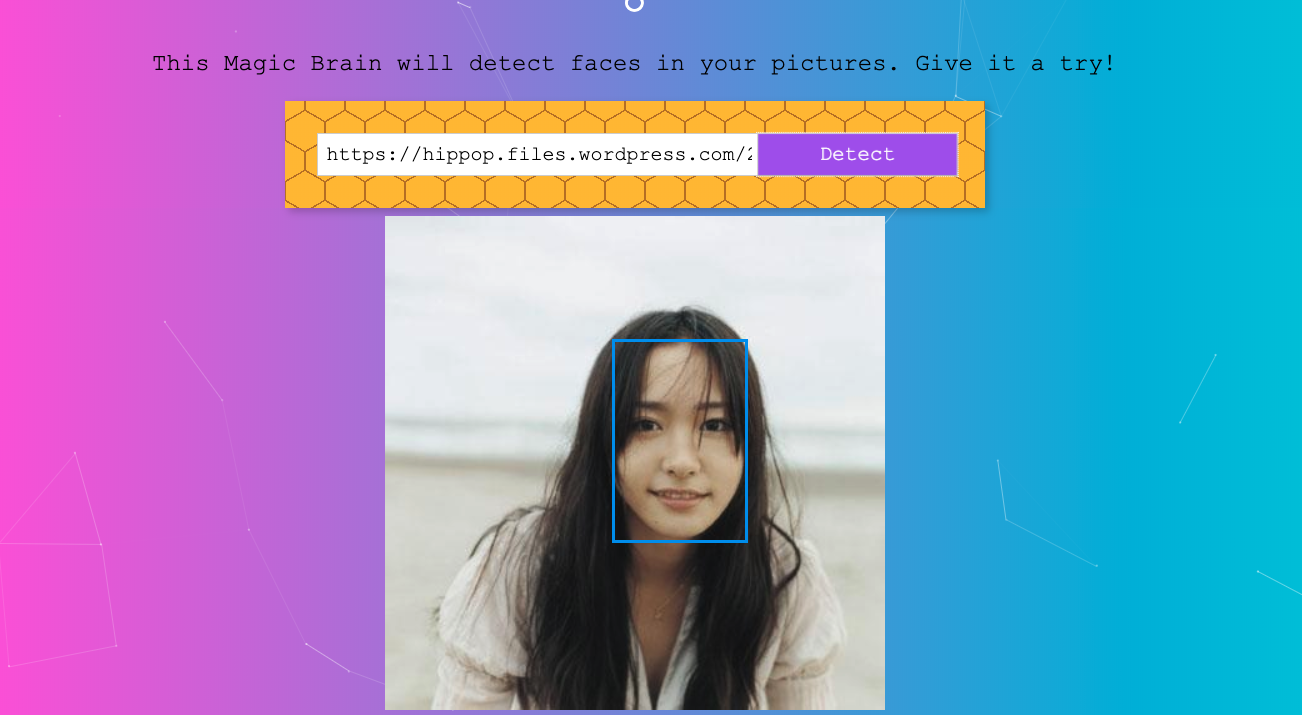 This Magic Brain will detect faces in your pictures. Give it a try!
https://hippop.files.wordpress.com/2
Detect